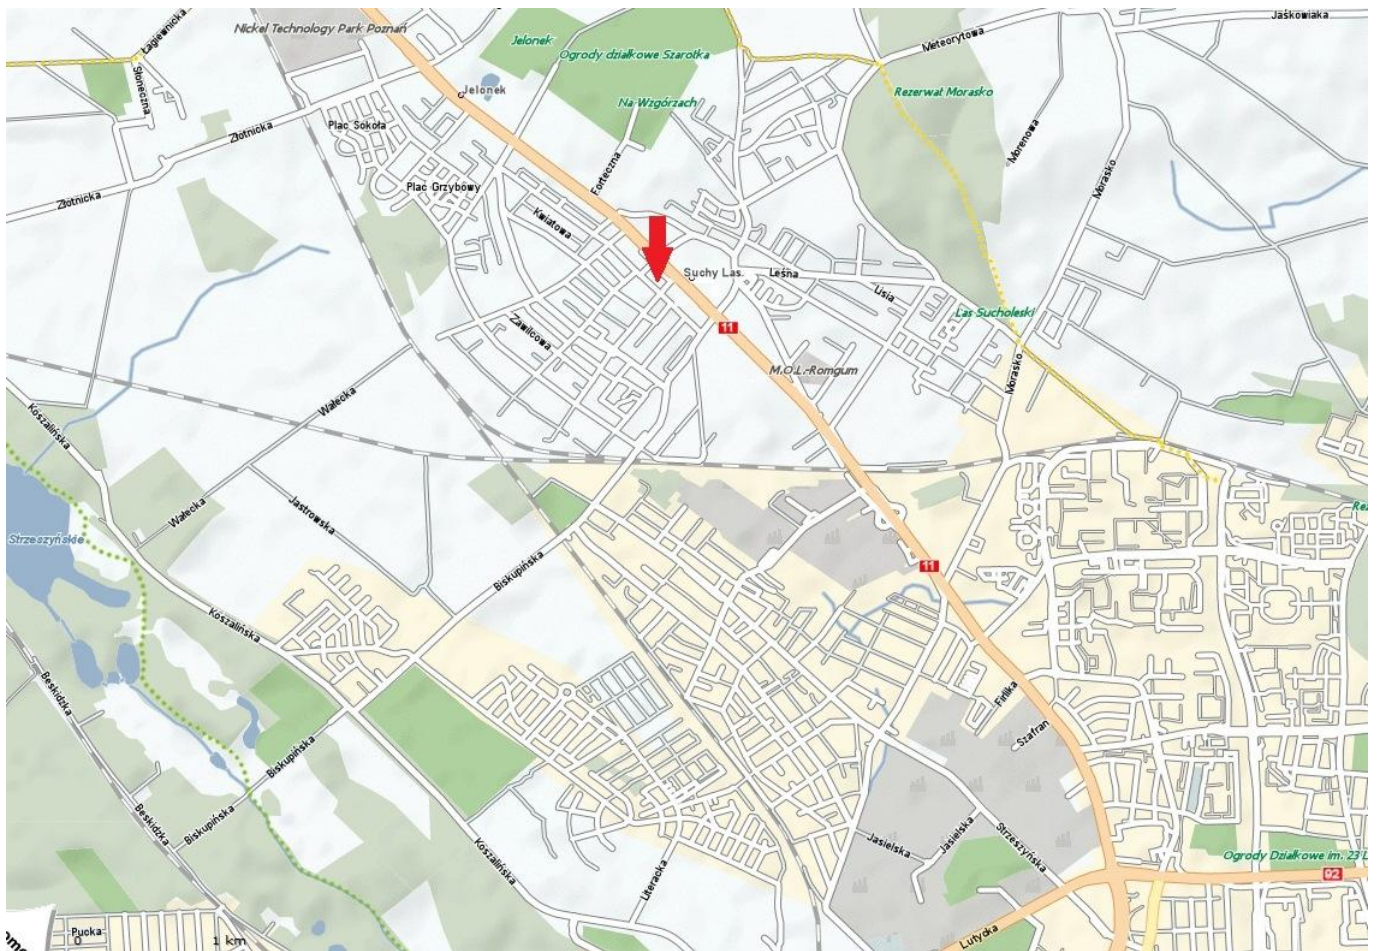 Jaśkowiaka
Łagiewnicka
Nickel Technology Park Poznań
Jelonek
Meteorytowa
Ogrody działkowe Szarotka
Słoneczna
Jelonek
Rezerwat Morasko
Na Wzgórzach
Plac Sokoła
Złotnicka
Morenowa
Morasko
Forteczna
Plac Grzybowy
Złotnicka
Kwiatowa
Suchy Las
Leśna
Lisia
Las Sucholeski
11
Zawilcowa
M.O.L.-Romgum
Morasko
Wałecka
Koszalińska
Wałecka
Jastrowska
Strzeszyńskie
11
Biskupińska
Koszalińska
Beskidzka
Firlika
Szafran
Biskupińska
Beskidzka
Biskupińska
Koszalińska
Jasielska
Jasielska
Strzeszyńska
Literacka
Ogrody Działkowe im. 23 L
92
Pucka
0
1 km
Lutycka